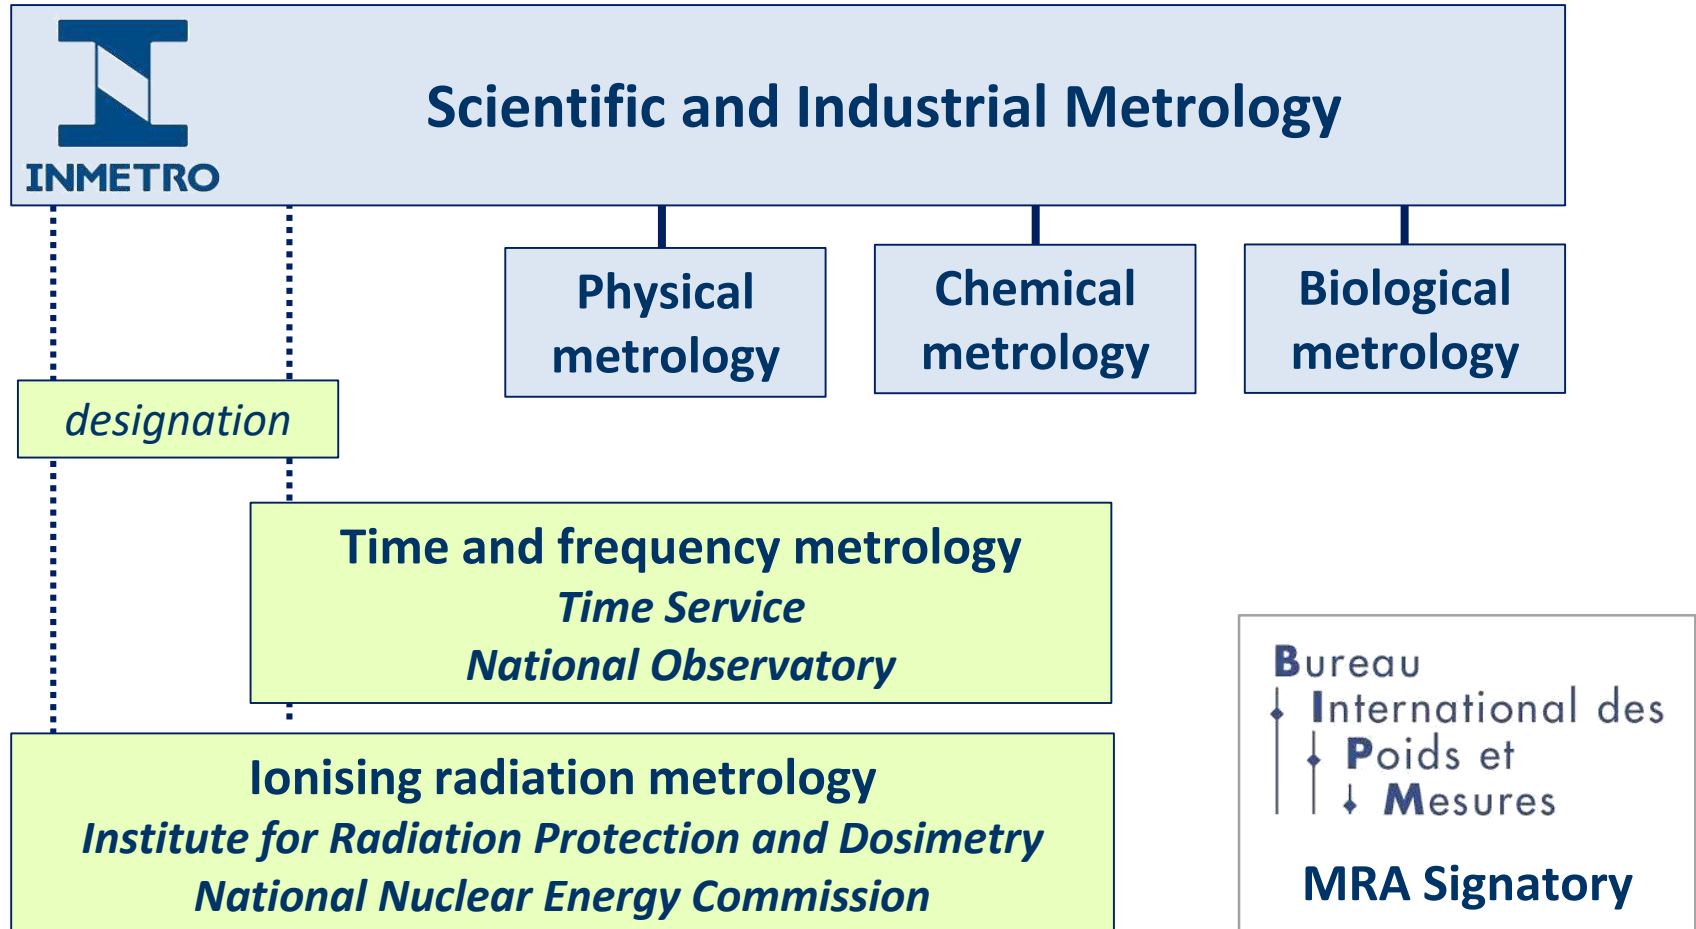 INMETRO
Scientific and Industrial Metrology
Physical
metrology
Chemical
metrology
Biological
metrology
designation
Time and frequency metrology
Time Service
National Observatory
Ionising radiation metrology
Institute for Radiation Protection and Dosimetry
National Nuclear Energy Commission
Bureau
International des
Poids et
Mesures
MRA Signatory